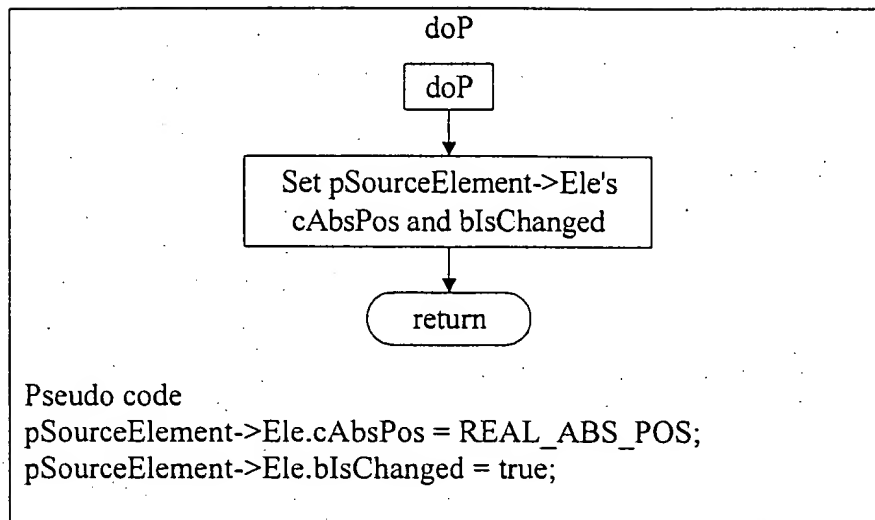 doP
doP
Set pSourceElement->Ele's
cAbsPos and bIsChanged
return
Pseudo code
pSourceElement->Ele.cAbsPos = REAL_ABS_POS;
pSourceElement->Ele.bIsChanged = true;